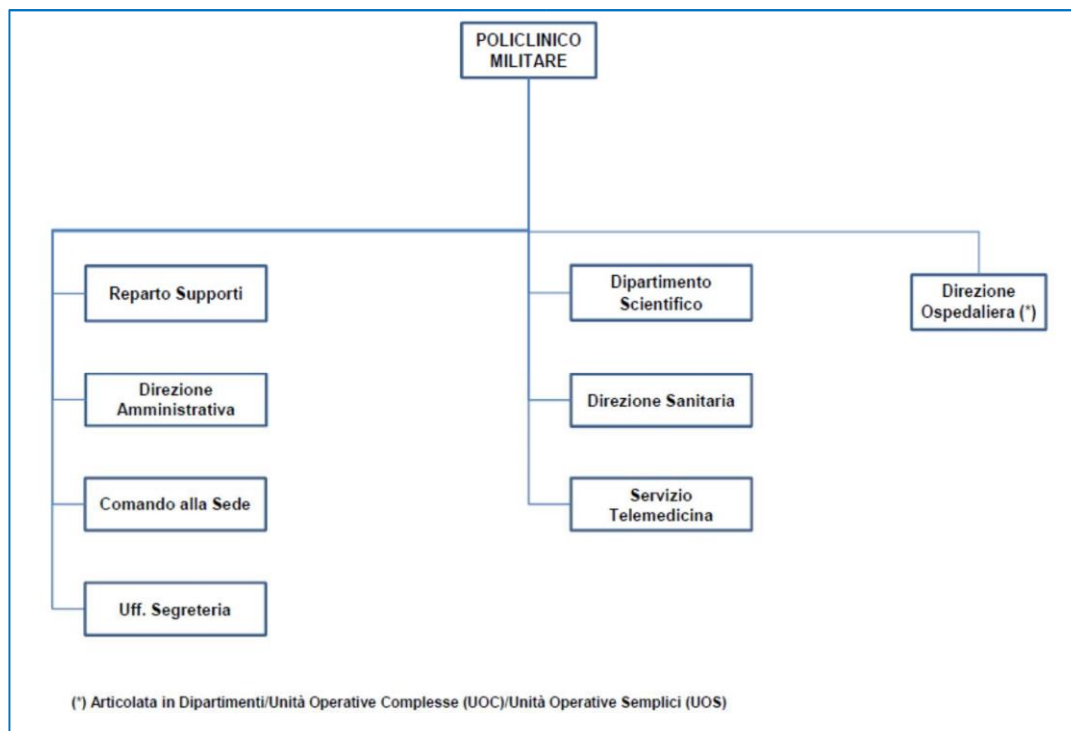 POLICLINICO
MILITARE
Reparto Supporti
Direzione
Amministrativa
Comando alla Sede
Uff. Segreteria
Dipartimento
Scientifico
Direzione Sanitaria
Servizio
Telemedicina
Direzione
Ospedaliera (*)
(*) Articolata in Dipartimenti/Unità Operative Complesse (UOC)/Unità Operative Semplici (UOS)